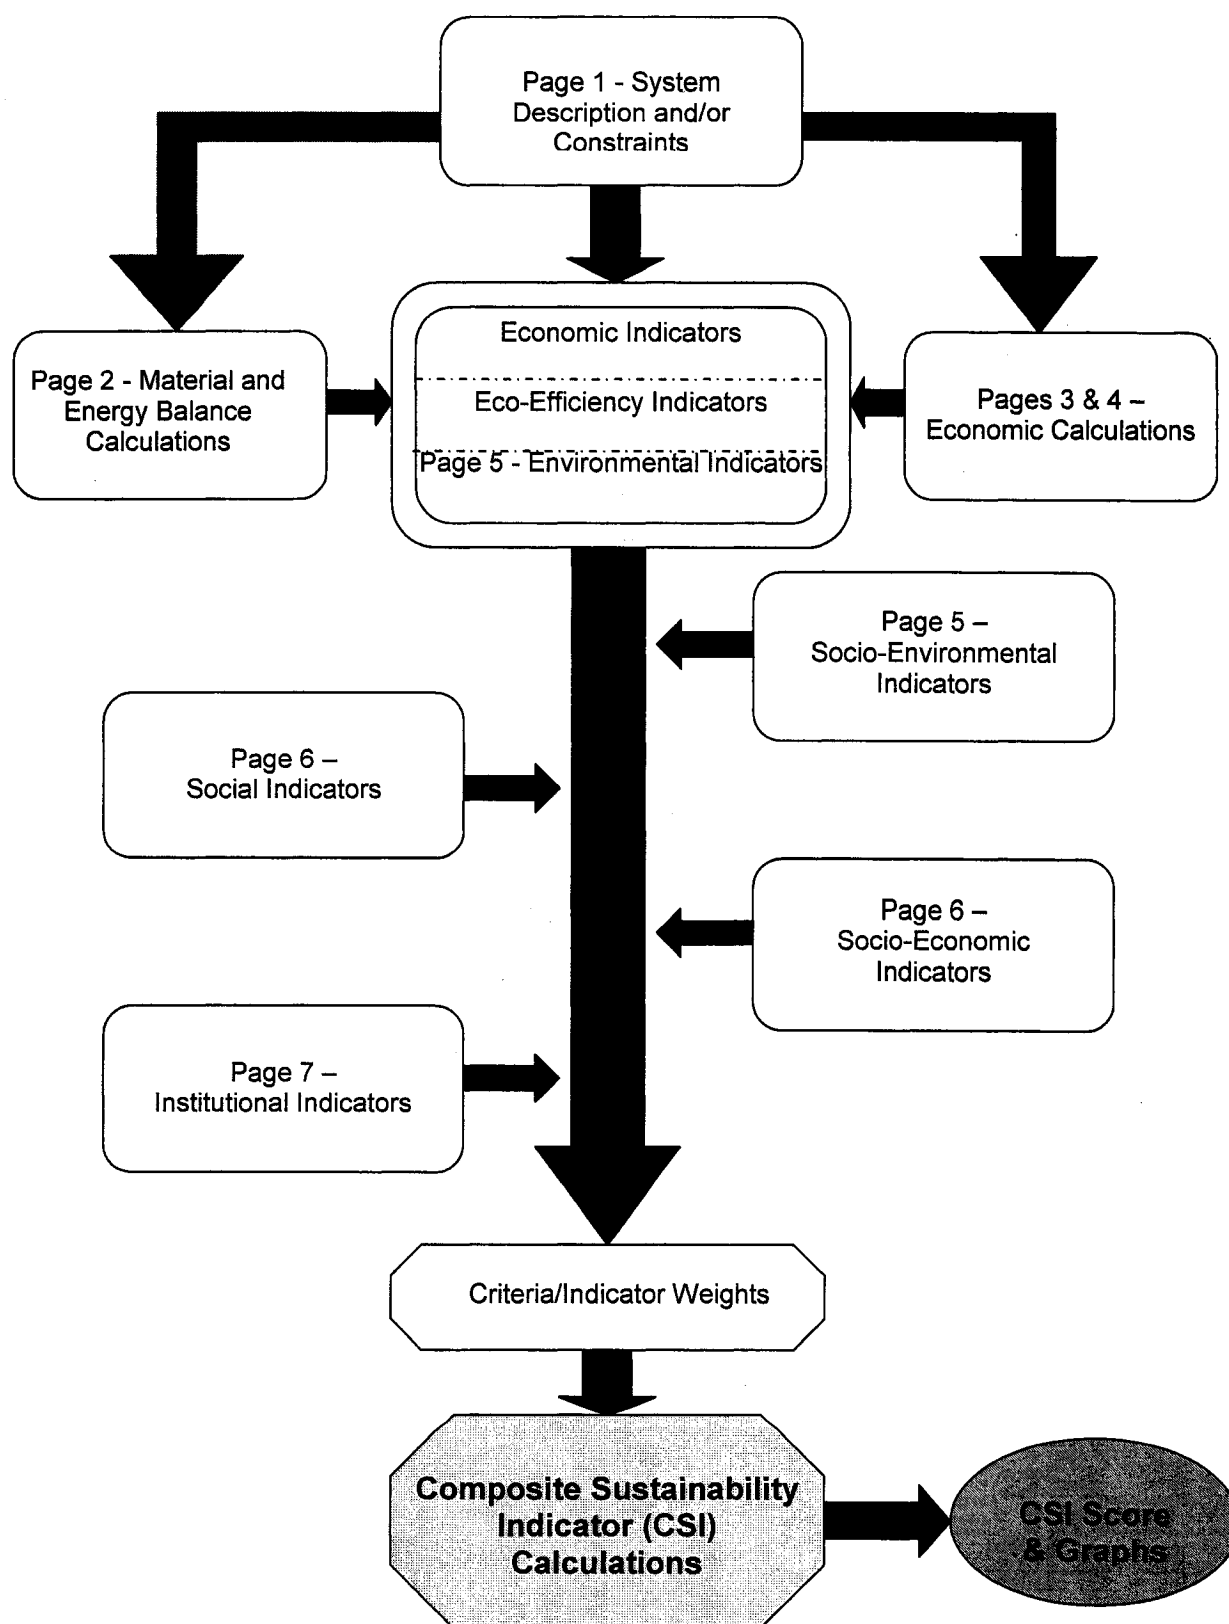 Page 1 - System
Description and/or
Constraints
Economic Indicators
Page 2 - Material and
Energy Balance
Calculations
Eco-Efficiency Indicators
Pages 3 & 4 –
Economic Calculations
Page 5 - Environmental Indicators
Page 5 –
Socio-Environmental
Indicators
Page 6 –
Social Indicators
Page 6 –
Socio-Economic
Indicators
Page 7 –
Institutional Indicators
Criteria/Indicator Weights
Composite Sustainability
Indicator (CSI)
Calculations
CSI Score
& Graphs